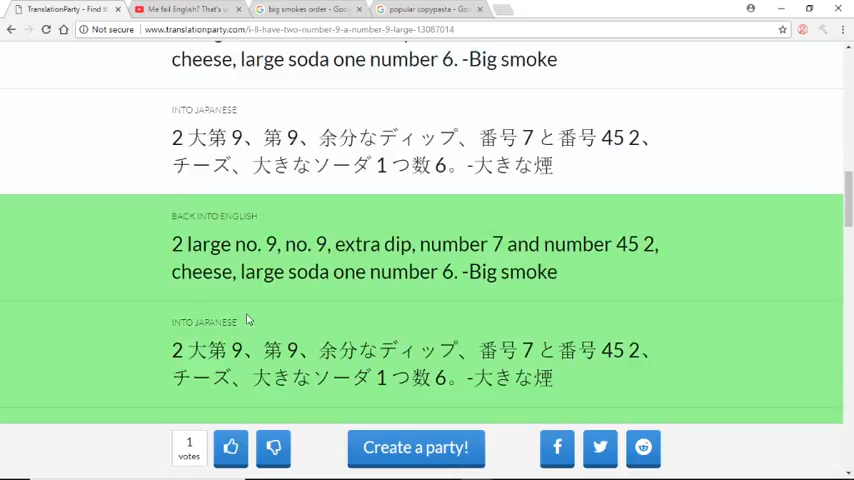 TranslationParty - Find th
Me fail English? That's u
big smokes order - Goo
popular copypasta - Goo
Not secure
www.translationparty.com/i-ll-have-two-number-9-a-number-9-large-13087014
cheese, large soda one number 6. -Big smoke
INTO JAPANESE
2 大第 9、第 9、余分なディップ、番号 7 と番号 45 2、
チーズ、大きなソーダ 1 つ数 6。-大きな煙
BACK INTO ENGLISH
2 large no. 9, no. 9, extra dip, number 7 and number 45 2,
cheese, large soda one number 6. -Big smoke
INTO JAPANESE
2 大第 9、第 9、余分なディップ、番号 7 と番号 45 2、
チーズ、大きなソーダ 1 つ数 6。-大きな煙
1
votes
Create a party!